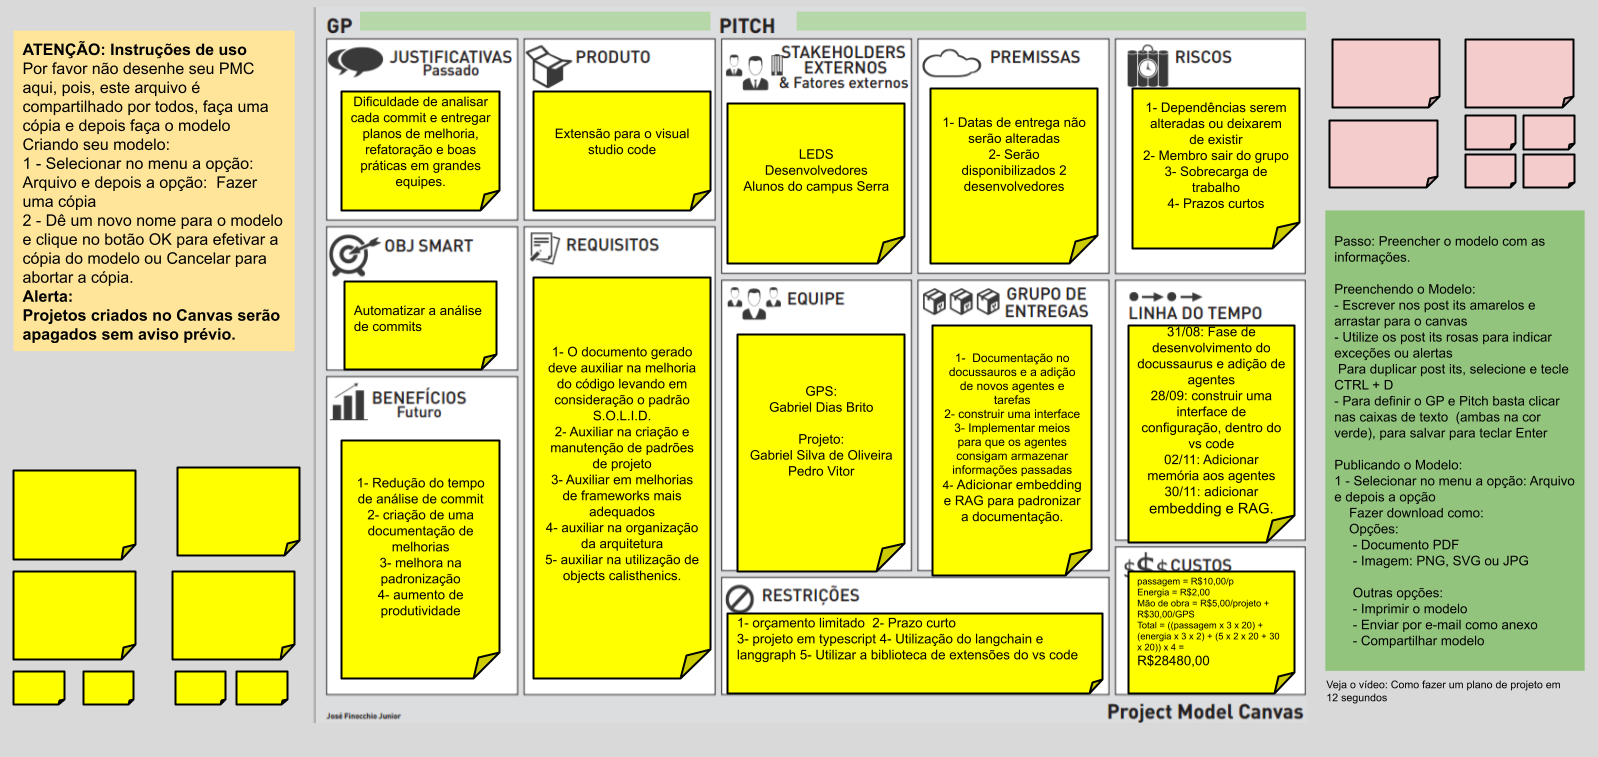 ATENÇÃO: Instruções de uso
Por favor não desenhe seu PMC
aqui, pois, este arquivo é
compartilhado por todos, faça uma
cópia e depois faça o modelo
Criando seu modelo:
1 - Selecionar no menu a opção:
Arquivo e depois a opção:  Fazer
uma cópia
2 - Dê um novo nome para o modelo
e clique no botão OK para efetivar a
cópia do modelo ou Cancelar para
abortar a cópia.
Alerta:
Projetos criados no Canvas serão
apagados sem aviso prévio.
GP
PITCH
JUSTIFICATIVAS
Passado
Dificuldade de analisar
cada commit e entregar
planos de melhoria,
refatoração e boas
práticas em grandes
equipes.
PRODUTO
Extensão para o visual
studio code
STAKEHOLDERS
EXTERNOS
& Fatores externos
LEDS
Desenvolvedores
Alunos do campus Serra
PREMISSAS
1- Datas de entrega não
serão alteradas
2- Serão
disponibilizados 2
desenvolvedores
RISCOS
1- Dependências serem
alteradas ou deixarem
de existir
2- Membro sair do grupo
3- Sobrecarga de
trabalho
4- Prazos curtos
OBJ SMART
Automatizar a análise
de commits
REQUISITOS
1- O documento gerado
deve auxiliar na melhoria
do código levando em
consideração o padrão
S.O.L.I.D.
2- Auxiliar na criação e
manutenção de padrões
de projeto
3- Auxiliar em melhorias
de frameworks mais
adequados
4- auxiliar na organização
da arquitetura
5- auxiliar na utilização de
objects calisthenics.
EQUIPE
GPS:
Gabriel Dias Brito
Projeto:
Gabriel Silva de Oliveira
Pedro Vitor
GRUPO DE
ENTREGAS
1-  Documentação no
docussauros e a adição
de novos agentes e
tarefas
2- construir uma interface
3- Implementar meios
para que os agentes
consigam armazenar
informações passadas
4- Adicionar embedding
e RAG para padronizar
a documentação.
LINHA DO TEMPO
31/08: Fase de
desenvolvimento do
docussaurus e adição de
agentes
28/09: construir uma
interface de
configuração, dentro do
vs code
02/11: Adicionar
memória aos agentes
30/11: adicionar
embedding e RAG.
BENEFÍCIOS
Futuro
1- Redução do tempo
de análise de commit
2- criação de uma
documentação de
melhorias
3- melhora na
padronização
4- aumento de
produtividade
RESTRIÇÕES
1- orçamento limitado  2- Prazo curto
3- projeto em typescript 4- Utilização do langchain e
langgraph 5- Utilizar a biblioteca de extensões do vs code
$$$ CUSTOS
passagem = R$10,00/p
Energia = R$2,00
Mão de obra = R$5,00/projeto +
R$30,00/GPS
Total = ((passagem x 3 x 20) +
(energia x 3 x 2) + (5 x 2 x 20 + 30
x 20)) x 4 =
R$28480,00
José Finocchio Junior
Project Model Canvas
Passo: Preencher o modelo com as
informações.
Preenchendo o Modelo:
- Escrever nos post its amarelos e
arrastar para o canvas
- Utilize os post its rosas para indicar
exceções ou alertas
Para duplicar post its, selecione e tecle
CTRL + D
- Para definir o GP e Pitch basta clicar
nas caixas de texto  (ambas na cor
verde), para salvar para teclar Enter
Publicando o Modelo:
1 - Selecionar no menu a opção: Arquivo
e depois a opção
Fazer download como:
Opções:
- Documento PDF
- Imagem: PNG, SVG ou JPG
Outras opções:
- Imprimir o modelo
- Enviar por e-mail como anexo
- Compartilhar modelo
Veja o vídeo: Como fazer um plano de projeto em
12 segundos